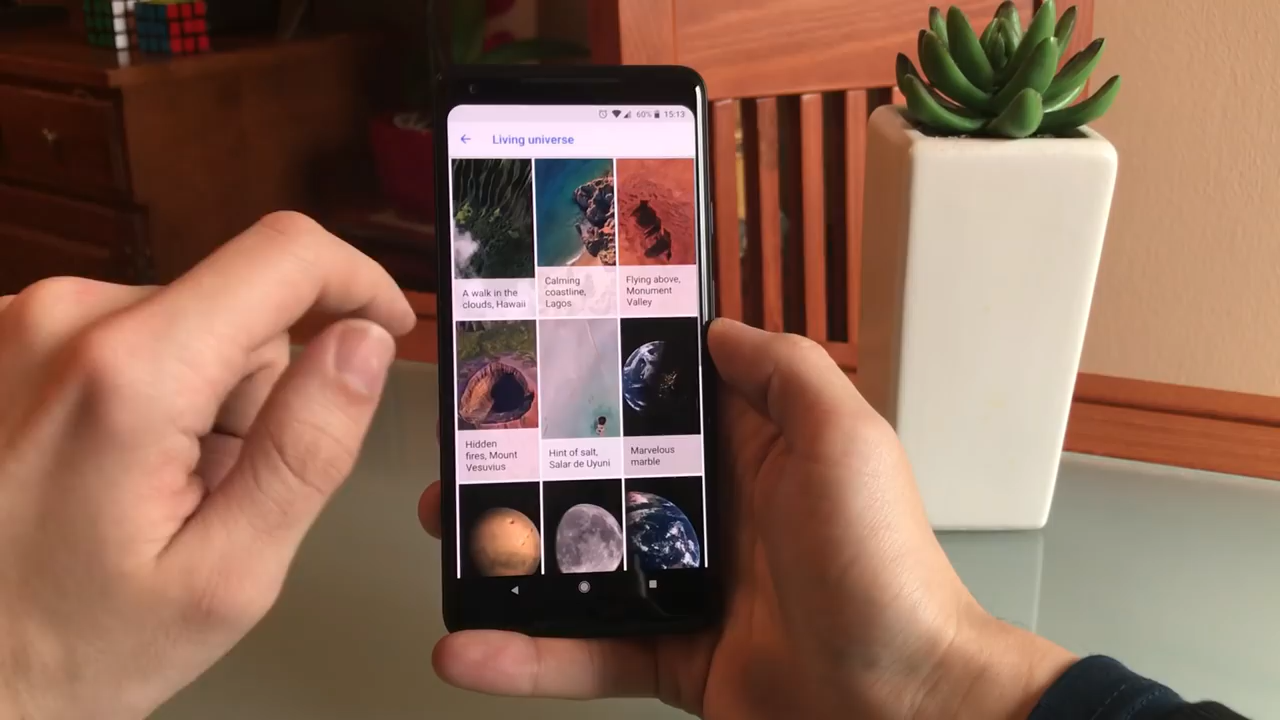 60% 15:13
Living universe
A walk in the
clouds, Hawaii
Calming
coastline,
Lagos
Flying above,
Monument
Valley
Hidden
fires, Mount
Vesuvius
Hint of salt,
Salar de Uyuni
Marvelous
marble